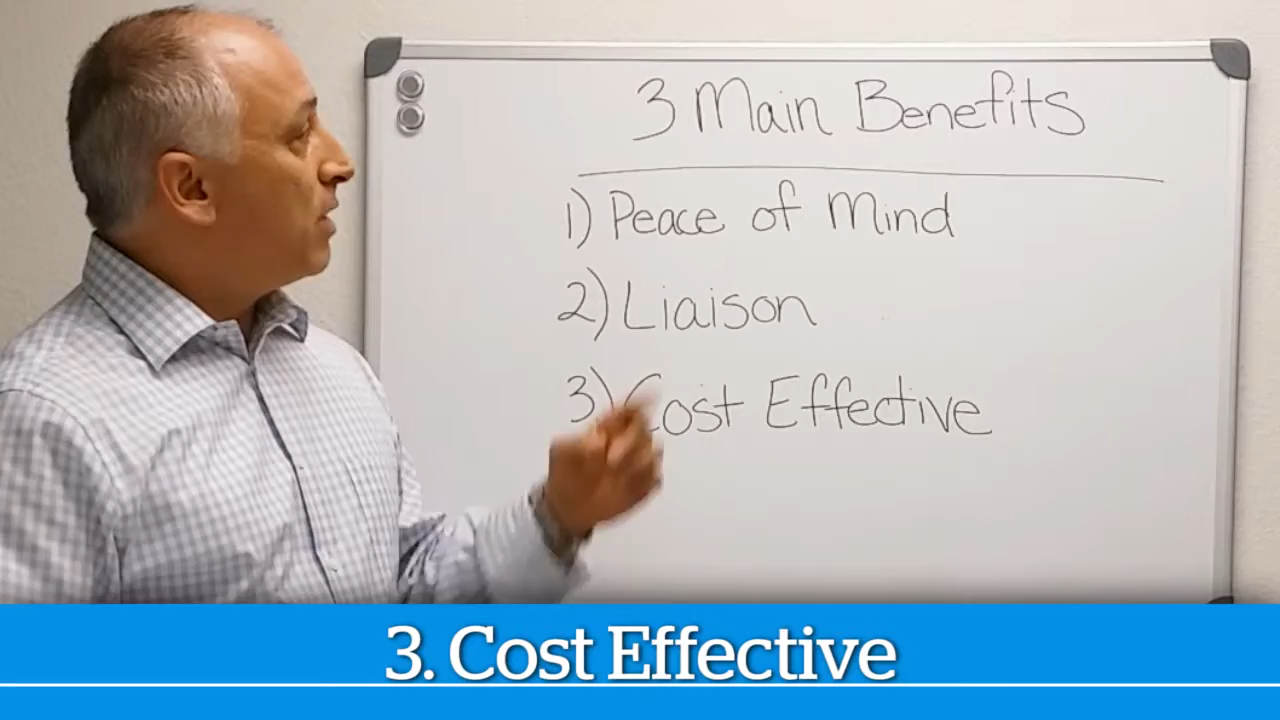 3 Main Benefits
1) Peace of Mind
2) Liaison
3) Cost Effective
3. Cost Effective